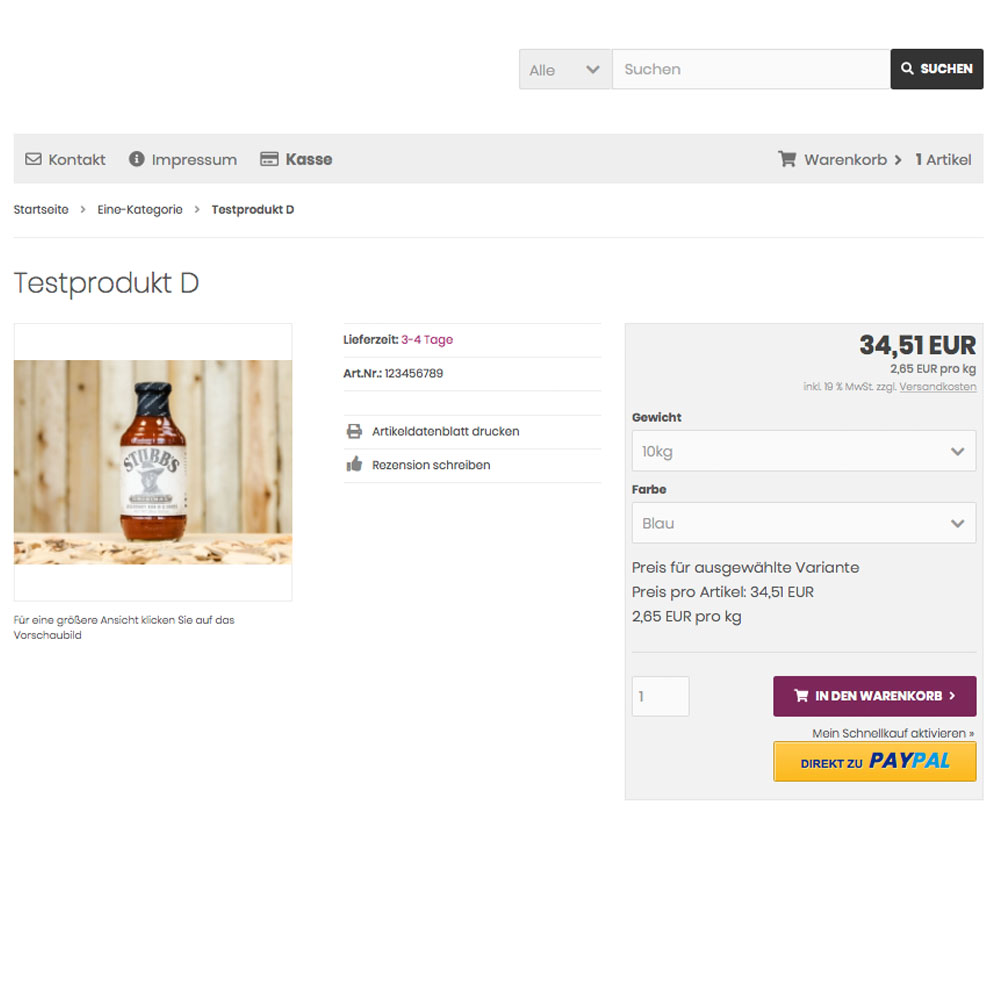 Alle
Suchen
SUCHEN
Kontakt
Impressum
Kasse
Warenkorb
1 Artikel
Startseite
Eine-Kategorie
Testprodukt D
Testprodukt D
STUBB'S
ORIGINAL
Für eine größere Ansicht klicken Sie auf das
Vorschaubild
Lieferzeit: 3-4 Tage
Art.Nr.: 123456789
Artikeldatenblatt drucken
Rezension schreiben
34,51 EUR
2,65 EUR pro kg
inkl. 19 % MwSt. zzgl. Versandkosten
Gewicht
10kg
Farbe
Blau
Preis für ausgewählte Variante
Preis pro Artikel: 34,51 EUR
2,65 EUR pro kg
1
IN DEN WARENKORB
Mein Schnellkauf aktivieren »
DIREKT ZU PAYPAL